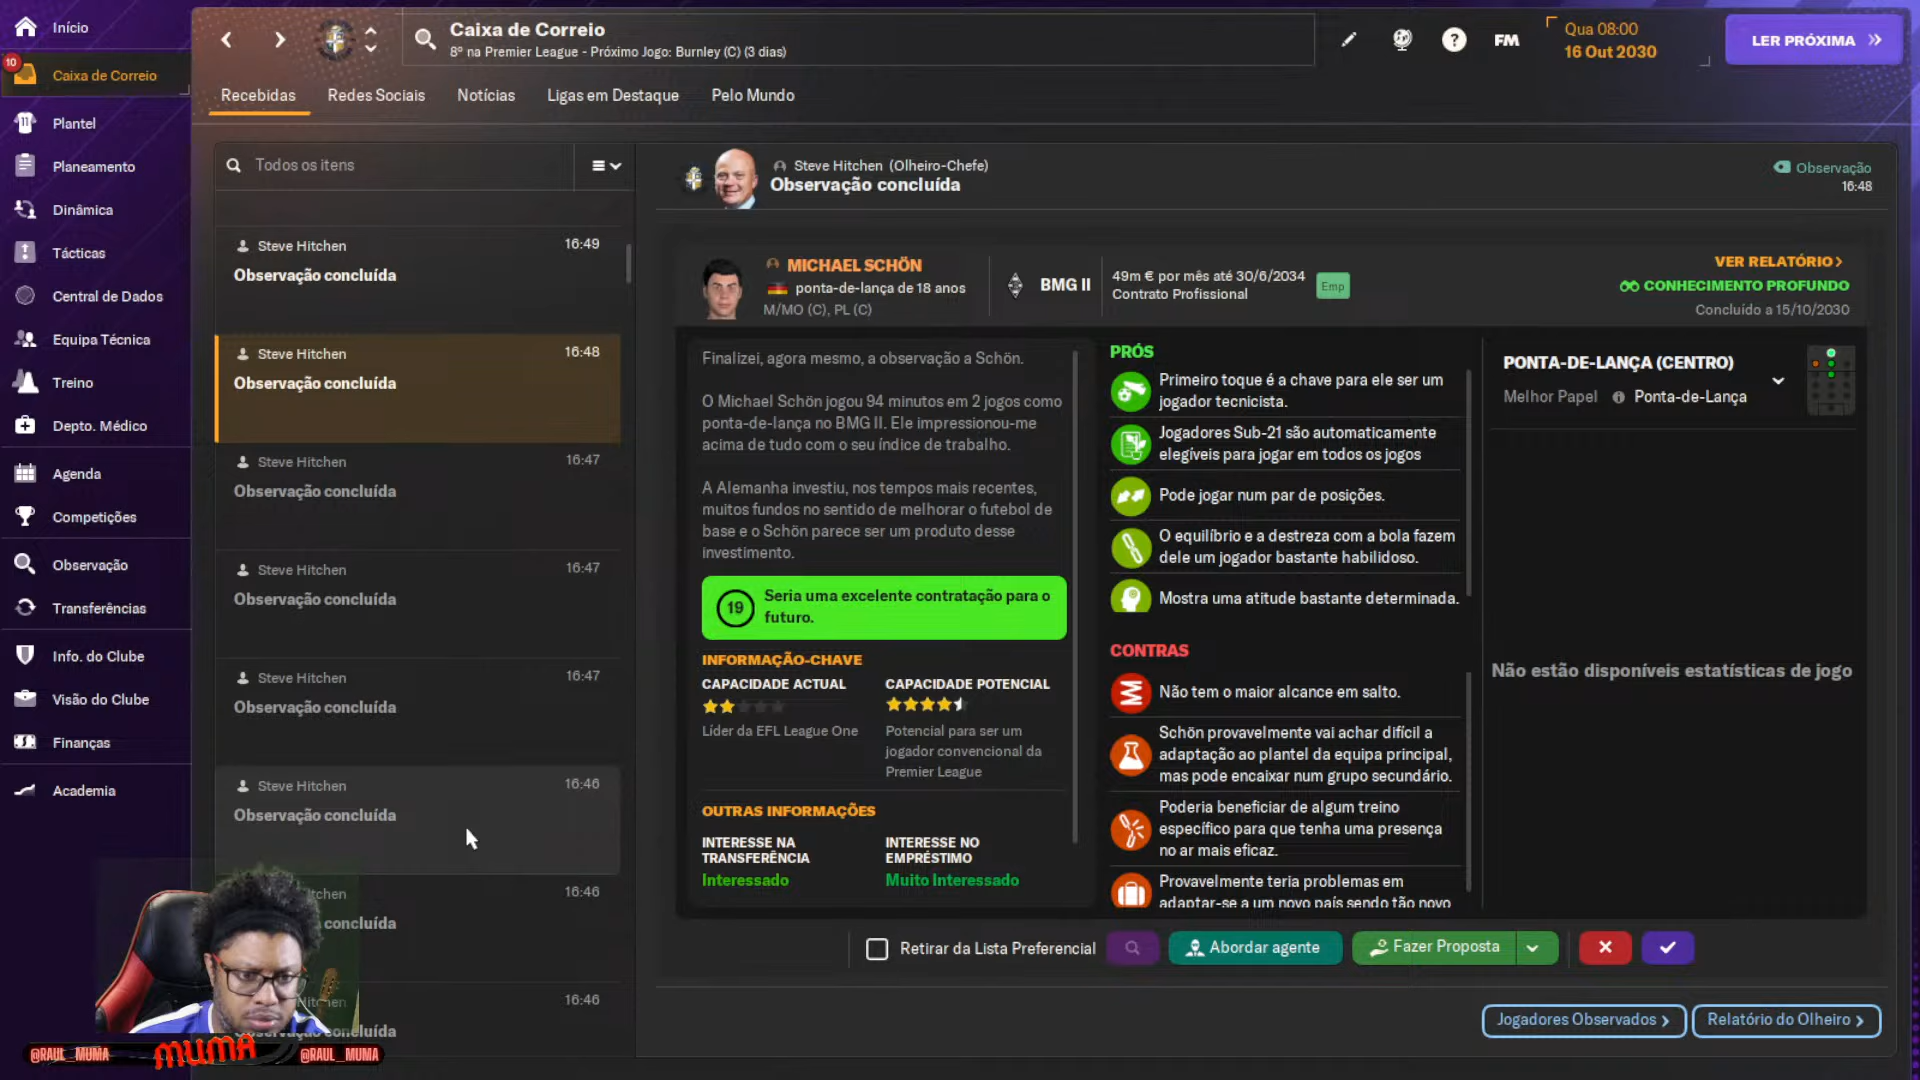 Início
10
Caixa de Correio
Plantel
Planeamento
Dinâmica
Tácticas
Central de Dados
Equipa Técnica
Treino
Depto. Médico
Agenda
Competições
Observação
Transferências
Info. do Clube
Visão do Clube
Finanças
Academia
Caixa de Correio
8º na Premier League - Próximo Jogo: Burnley (C) (3 dias)
?
FM
Qua 08:00
16 Out 2030
LER PRÓXIMA
Recebidas
Redes Sociais
Notícias
Ligas em Destaque
Pelo Mundo
Todos os itens
Steve Hitchen
16:49
Observação concluída
Steve Hitchen
16:48
Observação concluída
Steve Hitchen
16:47
Observação concluída
Steve Hitchen
16:47
Observação concluída
Steve Hitchen
16:47
Observação concluída
Steve Hitchen
16:46
Observação concluída
16:46
concluída
16:46
concluída
Steve Hitchen (Olheiro-Chefe)
Observação concluída
Observação
16:48
MICHAEL SCHÖN
ponta-de-lança de 18 anos
M/MO (C), PL (C)
BMG II
49m € por mês até 30/6/2034
Contrato Profissional
Emp
VER RELATÓRIO
CONHECIMENTO PROFUNDO
Concluído a 15/10/2030
Finalizei, agora mesmo, a observação a Schön.
O Michael Schön jogou 94 minutos em 2 jogos como
ponta-de-lança no BMG II. Ele impressionou-me
acima de tudo com o seu índice de trabalho.
A Alemanha investiu, nos tempos mais recentes,
muitos fundos no sentido de melhorar o futebol de
base e o Schön parece ser um produto desse
investimento.
19
Seria uma excelente contratação para o
futuro.
INFORMAÇÃO-CHAVE
CAPACIDADE ACTUAL
Líder da EFL League One
CAPACIDADE POTENCIAL
Potencial para ser um
jogador convencional da
Premier League
OUTRAS INFORMAÇÕES
INTERESSE NA
TRANSFERÊNCIA
Interessado
INTERESSE NO
EMPRÉSTIMO
Muito Interessado
PRÓS
Primeiro toque é a chave para ele ser um
jogador tecnicista.
Jogadores Sub-21 são automaticamente
elegíveis para jogar em todos os jogos
Pode jogar num par de posições.
O equilíbrio e a destreza com a bola fazem
dele um jogador bastante habilidoso.
Mostra uma atitude bastante determinada.
CONTRAS
Não tem o maior alcance em salto.
Schön provavelmente vai achar difícil a
adaptação ao plantel da equipa principal,
mas pode encaixar num grupo secundário.
Poderia beneficiar de algum treino
específico para que tenha uma presença
no ar mais eficaz.
Provavelmente teria problemas em
adaptar-se a um novo país sendo tão novo
PONTA-DE-LANÇA (CENTRO)
Melhor Papel
Ponta-de-Lança
Não estão disponíveis estatísticas de jogo
Retirar da Lista Preferencial
Abordar agente
Fazer Proposta
Jogadores Observados
Relatório do Olheiro
@RAUL_MUMA
MUMA
@RAUL_MUMA